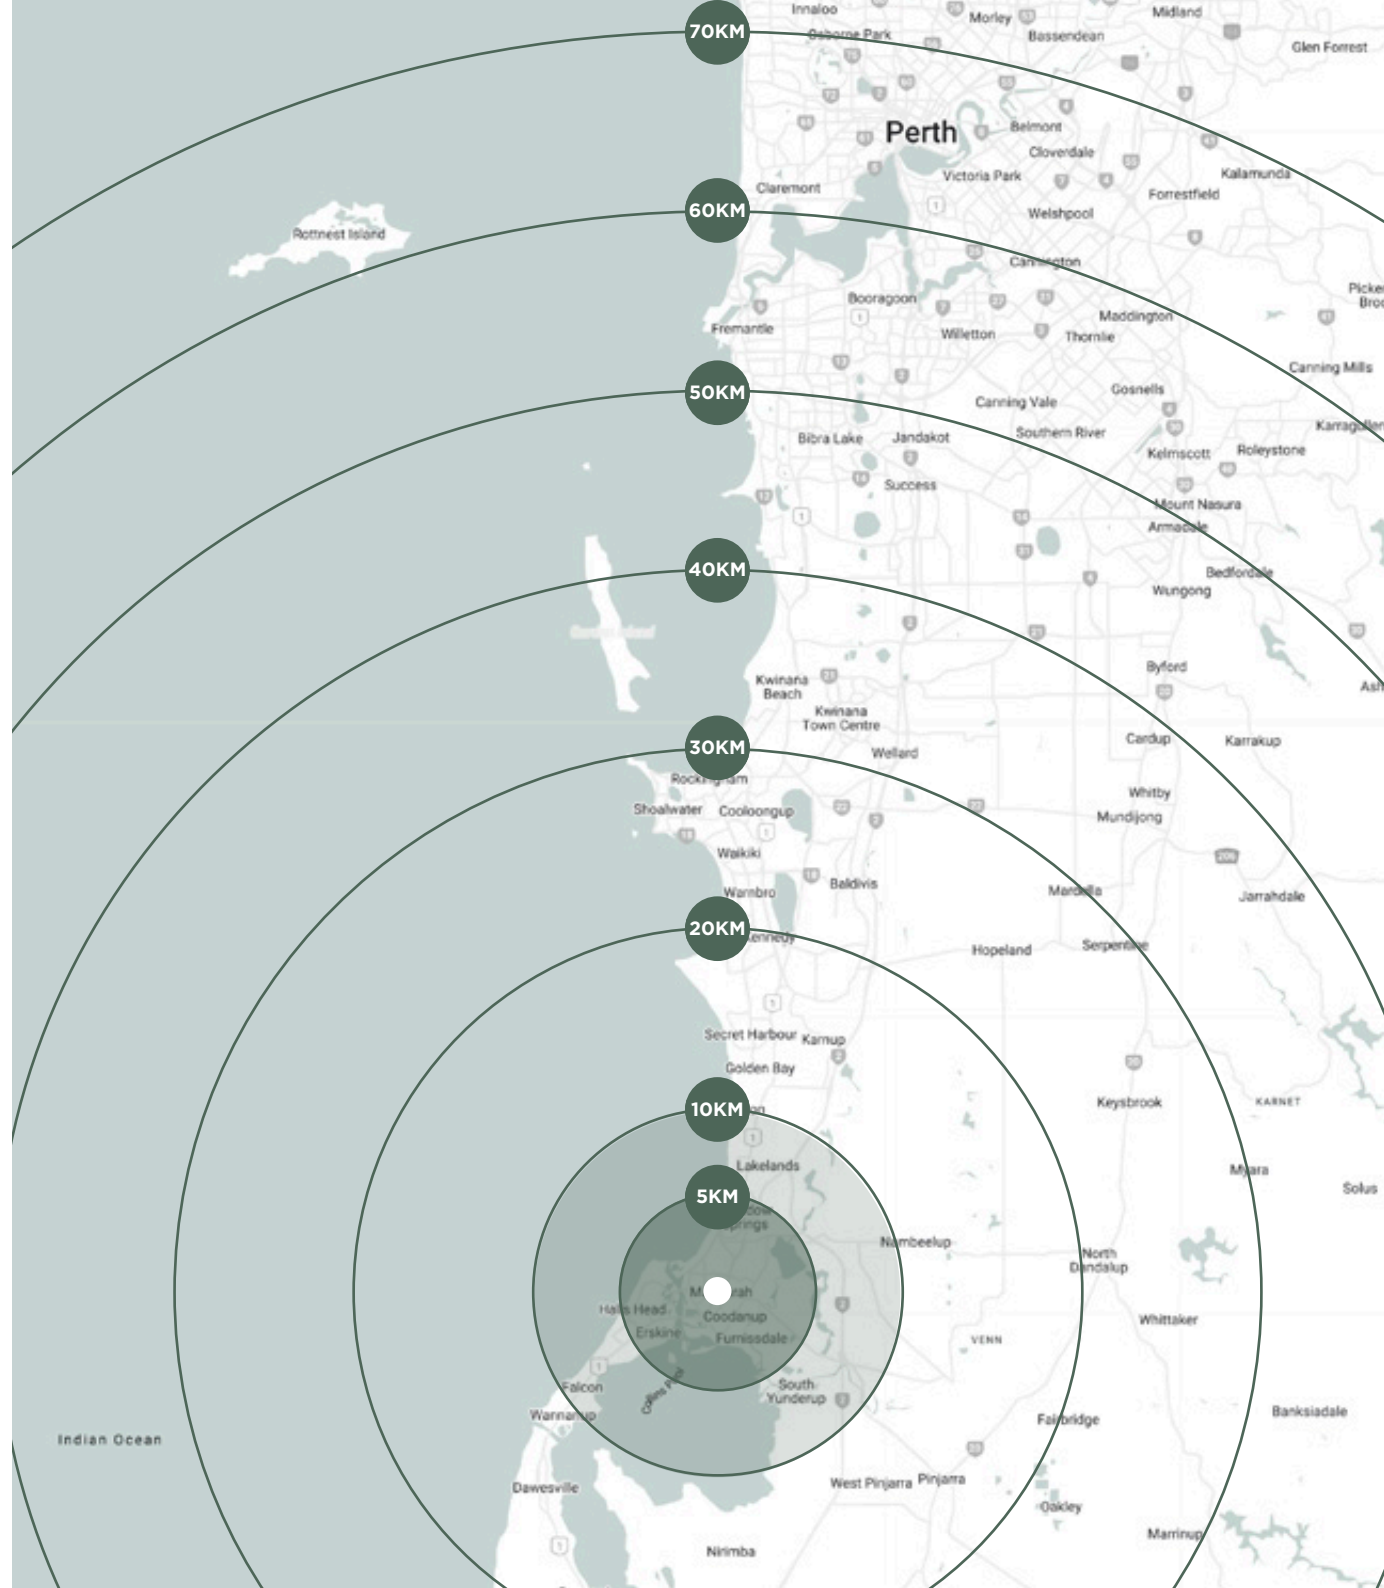 Innaloo
Morley
Midland
70KM
Osborne Park
Bassendean
Glen Forrest
Perth
Belmont
Cloverdale
Victoria Park
Kalamunda
Claremont
Forrestfield
60KM
Welshpool
Rottnest Island
Cannington
Booragoon
Maddington
Fremantle
Willetton
Thornlie
Canning Mills
50KM
Gosnells
Canning Vale
Bibra Lake
Jandakot
Southern River
Kelmscott
Roleystone
Success
Mount Nasura
Armadale
40KM
Bedfordale
Wungong
Byford
Kwinana
Beach
Kwinana
Town Centre
30KM
Wellard
Cardup
Karrakup
Rockingham
Whitby
Shoalwater
Cooloongup
Mundijong
Waikiki
Baldivis
Warnbro
Mardella
Jarrahdale
20KM
Hopeland
Serpentine
Secret Harbour
Karnup
Golden Bay
10KM
Keysbrook
KARNET
Lakelands
Myara
5KM
Solus
Nambeelup
North
Dandalup
Halls Head
Coodanup
Whittaker
Erskine
Furnissdale
VENN
Falcon
Collins Pool
South
Yunderup
Wannanup
Fairbridge
Banksiadale
Indian Ocean
Dawesville
West Pinjarra
Pinjarra
Oakley
Marrinup
Nirimba